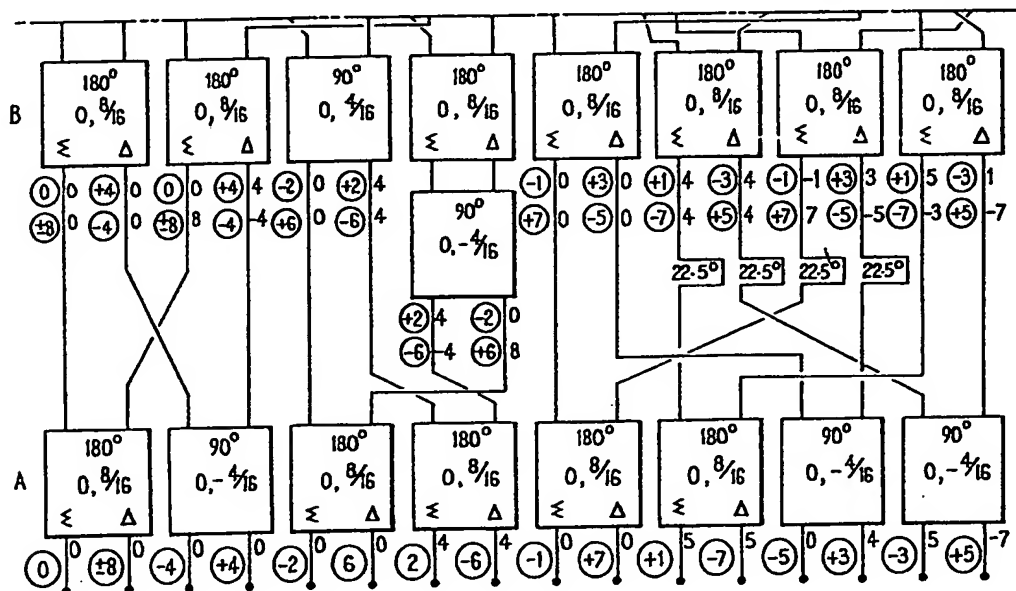 180° 180° 90° 180° 180° 180° 180° 180°
B 0, 8/16 0, 8/16 0, 4/16 0, 8/16 0, 8/16 0, 8/16 0, 8/16 0, 8/16
Σ Δ Σ Δ Σ Δ Σ Δ Σ Δ Σ Δ Σ Δ
0 0 +4 0 0 0 +4 4 -2 0 +2 4 -1 0 +3 0 +1 4 -3 4 -1 -1 +3 3 +1 5 -3 1
±8 0 -4 0 ±8 8 -4 -4 +6 0 -6 4 +7 0 -5 0 -7 4 +5 4 +7 7 -5 -5 -7 -3 +5 -7
90°
0, -4/16
22·5° 22·5° 22·5° 22·5°
+2 4 -2 0
-6 -4 +6 8
180° 90° 180° 180° 180° 180° 90° 90°
A 0, 8/16 0, -4/16 0, 8/16 0, 8/16 0, 8/16 0, 8/16 0, -4/16 0, -4/16
Σ Δ Σ Δ Σ Δ Σ Δ Σ Δ
0 0 ±8 0 -4 0 +4 0 -2 0 6 0 2 4 -6 4 -1 0 +7 0 +1 5 -7 5 -5 0 +3 4 -3 5 +5 -7